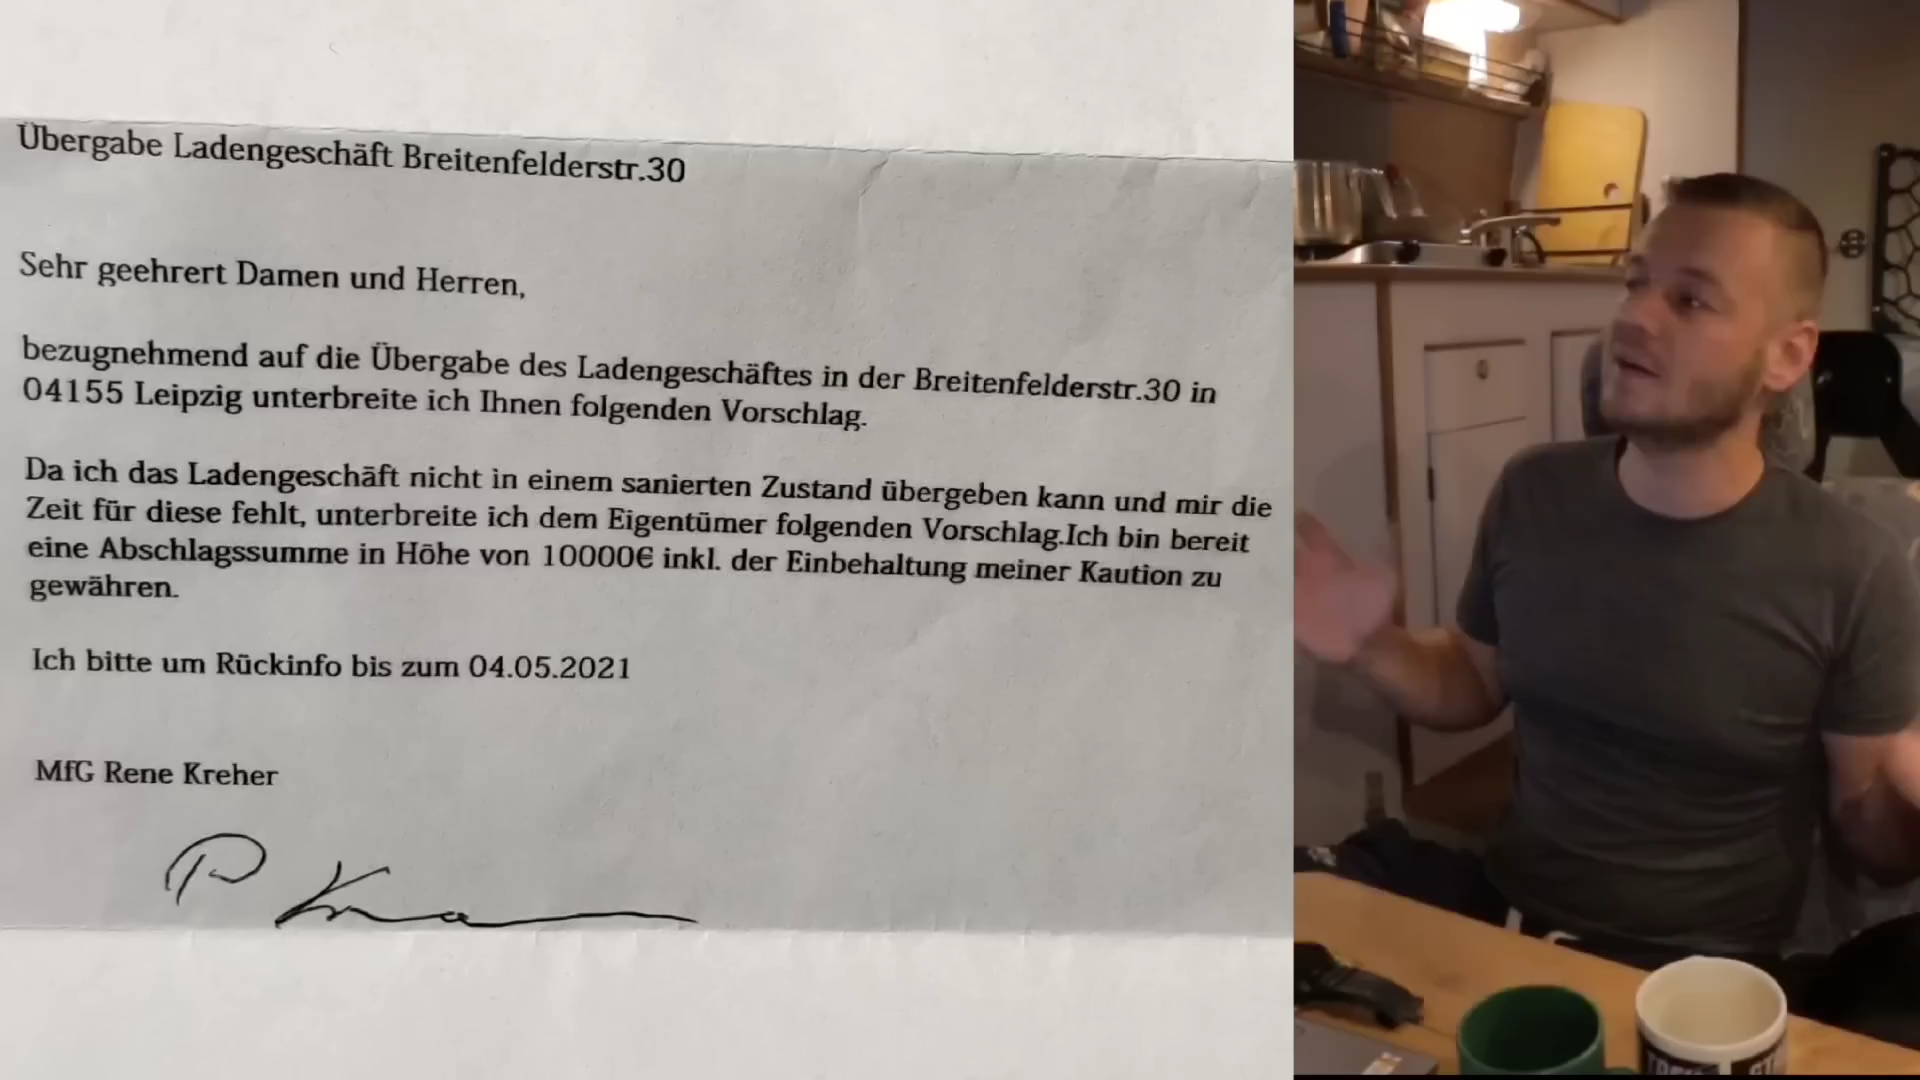 Übergabe Ladengeschäft Breitenfelderstr.30
Sehr geehrert Damen und Herren,
bezugnehmend auf die Übergabe des Ladengeschäftes in der Breitenfelderstr.30 in
04155 Leipzig unterbreite ich Ihnen folgenden Vorschlag.
Da ich das Ladengeschäft nicht in einem sanierten Zustand übergeben kann und mir die
Zeit für diese fehlt, unterbreite ich dem Eigentümer folgenden Vorschlag.Ich bin bereit
eine Abschlagssumme in Höhe von 10000€ inkl. der Einbehaltung meiner Kaution zu
gewähren.
Ich bitte um Rückinfo bis zum 04.05.2021
MfG Rene Kreher